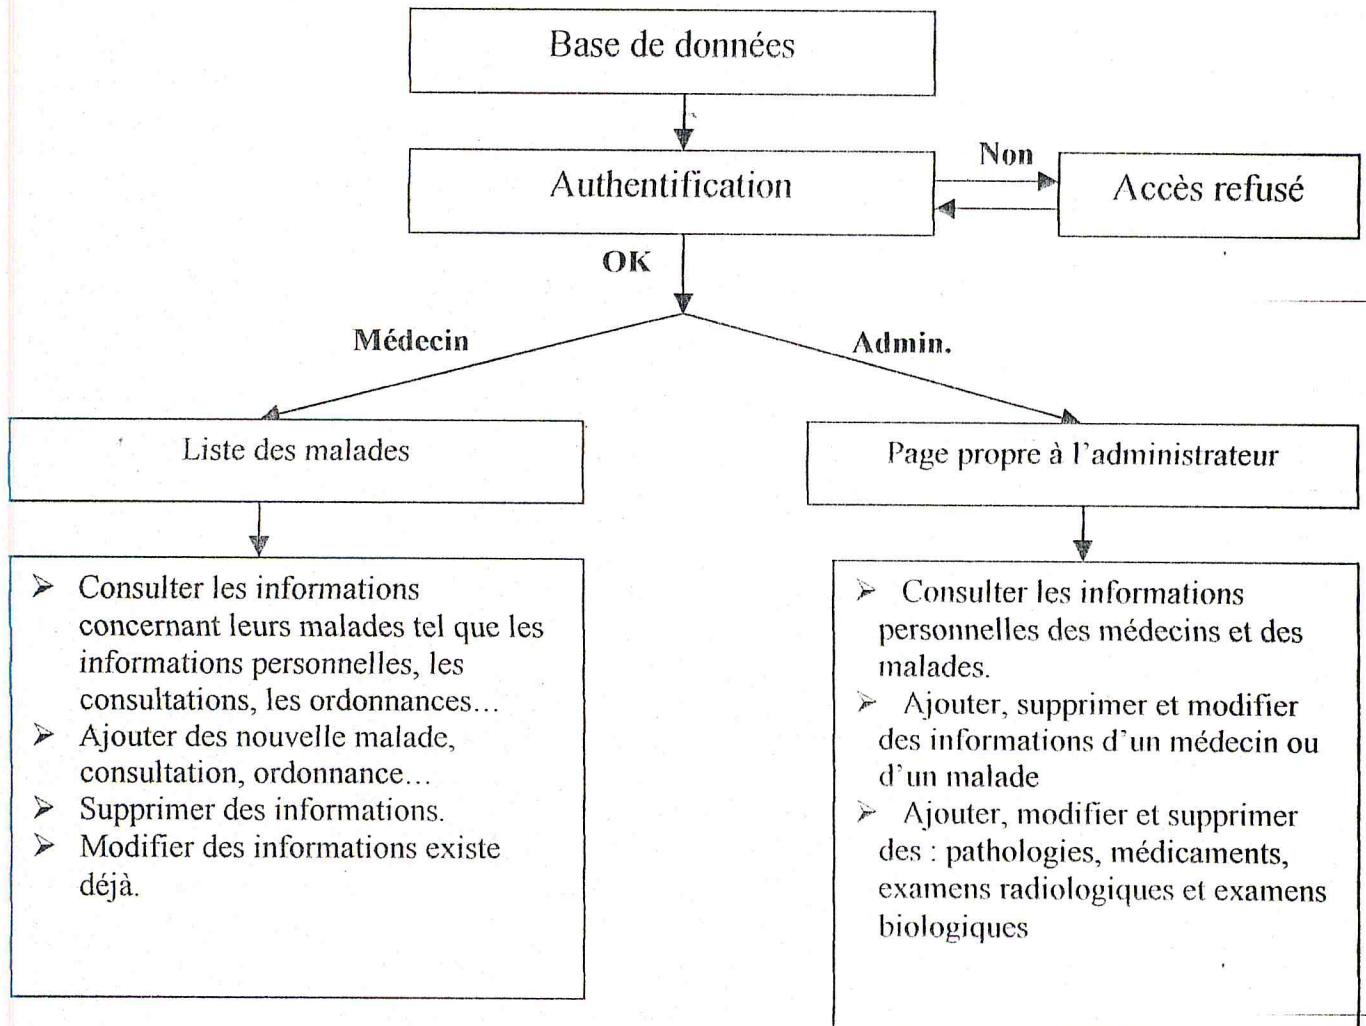 Base de données
Authentification
Non
Accès refusé
OK
Médecin
Admin.
Liste des malades
Page propre à l'administrateur
➢ Consulter les informations
concernant leurs malades tel que les
informations personnelles, les
consultations, les ordonnances…
➢ Ajouter des nouvelle malade,
consultation, ordonnance…
➢ Supprimer des informations.
➢ Modifier des informations existe
déjà.
➢ Consulter les informations
personnelles des médecins et des
malades.
➢ Ajouter, supprimer et modifier
des informations d'un médecin ou
d'un malade
➢ Ajouter, modifier et supprimer
des : pathologies, médicaments,
examens radiologiques et examens
biologiques